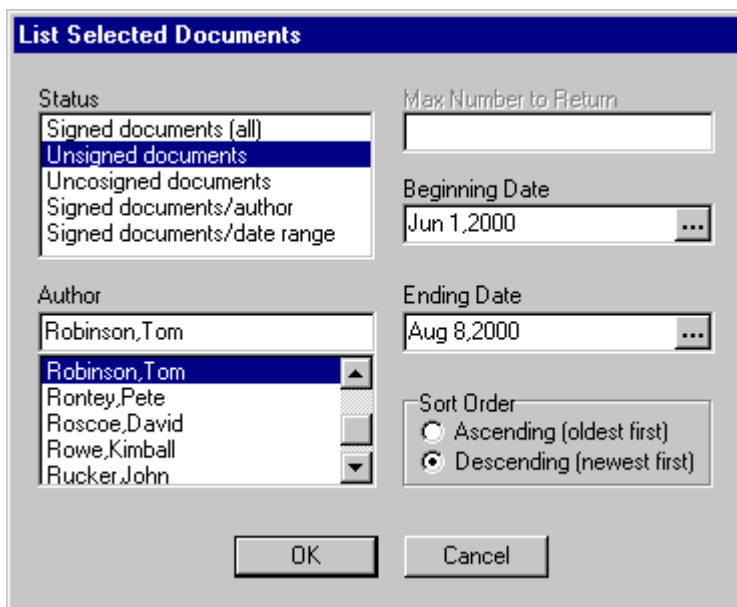 List Selected Documents
Status
Signed documents (all)
Unsigned documents
Uncosigned documents
Signed documents/author
Signed documents/date range
Max Number to Return
Beginning Date
Jun 1,2000
...
Author
Robinson,Tom
Robinson,Tom
Rontey,Pete
Roscoe,David
Rowe,Kimball
Rucker,John
Ending Date
Aug 8,2000
...
Sort Order
Ascending (oldest first)
Descending (newest first)
OK
Cancel